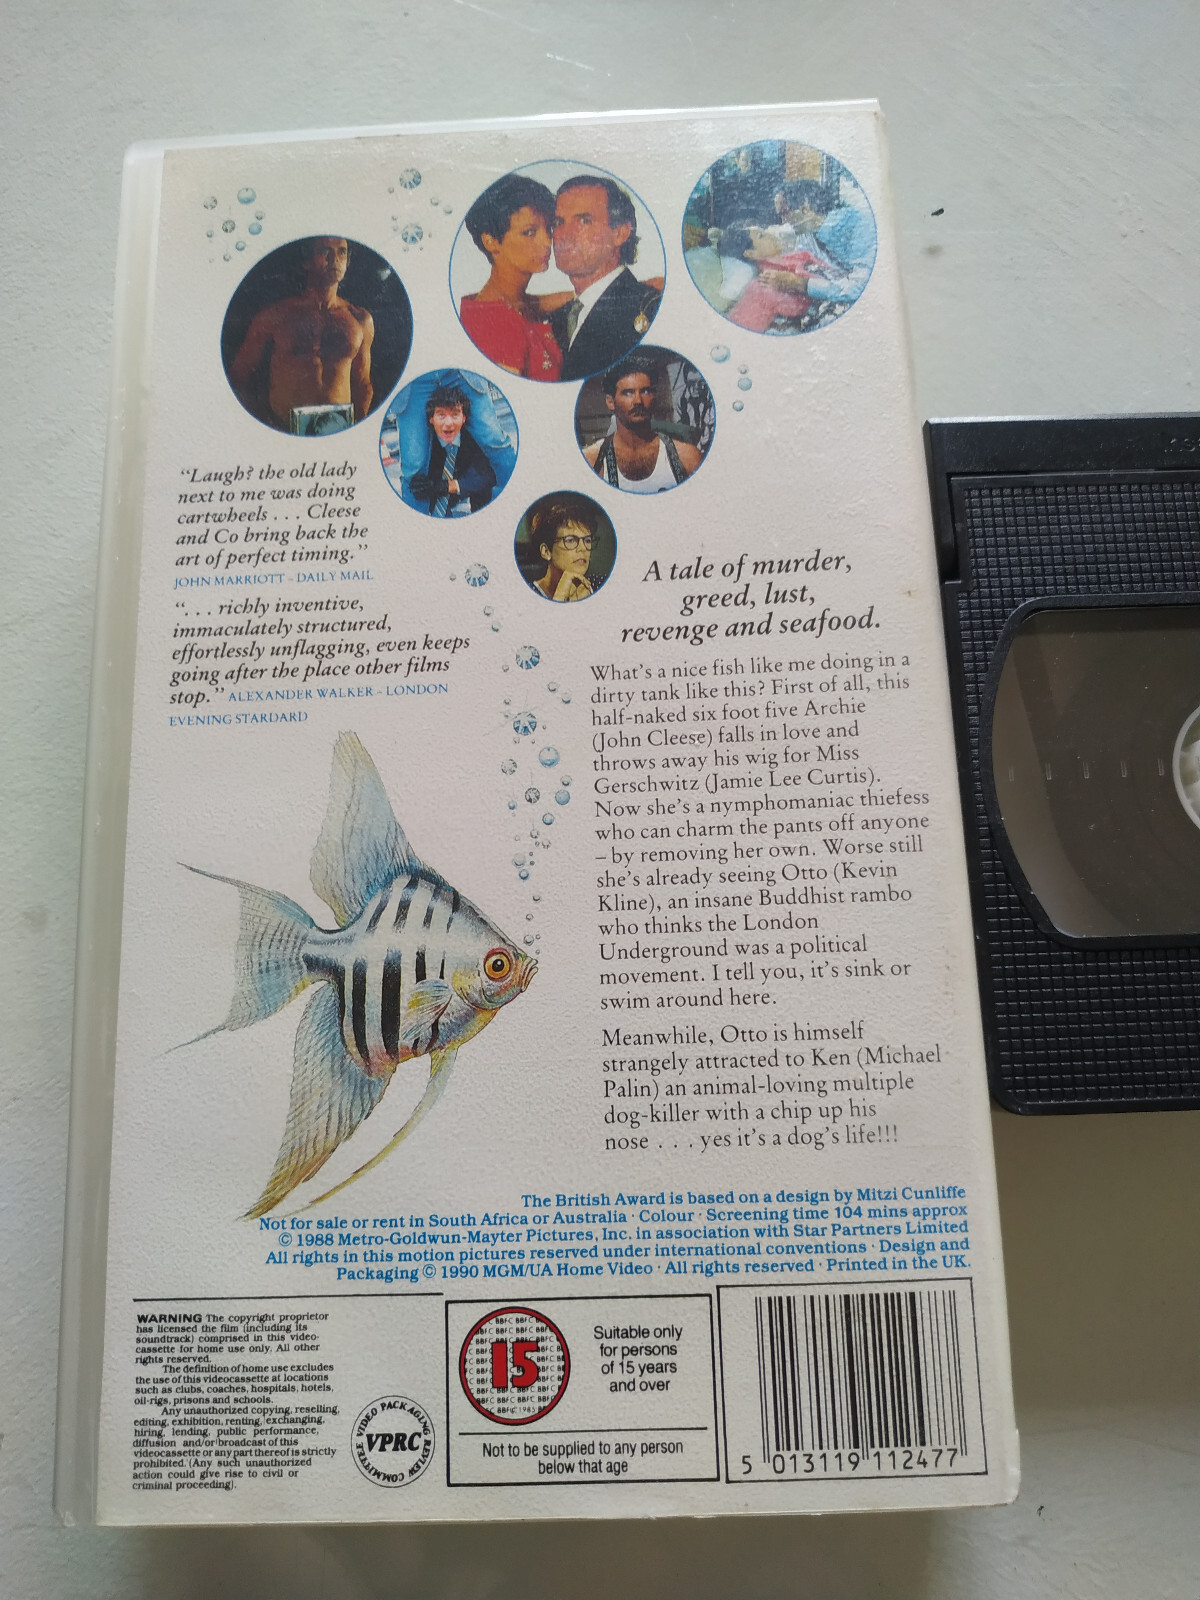 "Laugh? the old lady
next to me was doing
cartwheels . . . Cleese
and Co bring back the
art of perfect timing."
JOHN MARRIOTT - DAILY MAIL
". . . richly inventive,
immaculately structured,
effortlessly unflagging, even keeps
going after the place other films
stop." ALEXANDER WALKER - LONDON
EVENING STARDARD
A tale of murder,
greed, lust,
revenge and seafood.
What's a nice fish like me doing in a
dirty tank like this? First of all, this
half-naked six foot five Archie
(John Cleese) falls in love and
throws away his wig for Miss
Gerschwitz (Jamie Lee Curtis).
Now she's a nymphomaniac thiefess
who can charm the pants off anyone
– by removing her own. Worse still
she's already seeing Otto (Kevin
Kline), an insane Buddhist rambo
who thinks the London
Underground was a political
movement. I tell you, it's sink or
swim around here.
Meanwhile, Otto is himself
strangely attracted to Ken (Michael
Palin) an animal-loving multiple
dog-killer with a chip up his
nose . . . yes it's a dog's life!!!
The British Award is based on a design by Mitzi Cunliffe
Not for sale or rent in South Africa or Australia · Colour · Screening time 104 mins approx
© 1988 Metro-Goldwun-Mayter Pictures, Inc. in association with Star Partners Limited
All rights in this motion pictures reserved under international conventions · Design and
Packaging © 1990 MGM/UA Home Video · All rights reserved · Printed in the UK.
WARNING The copyright proprietor
has licensed the film (including its
soundtrack) comprised in this video-
cassette for home use only. All other
rights reserved.
The definition of home use excludes
the use of this videocassette at locations
such as clubs, coaches, hospitals, hotels,
oil-rigs, prisons and schools.
Any unauthorized copying, reselling,
editing, exhibition, renting, exchanging,
hiring, lending, public performance,
diffusion and/or broadcast of this
videocassette or any part thereof is strictly
prohibited. (Any such unauthorized
action could give rise to civil or
criminal proceeding).
VIDEO PACKAGING REVIEW COMMITTEE
VPRC
15
Suitable only
for persons
of 15 years
and over
Not to be supplied to any person
below that age
5 013119 112477